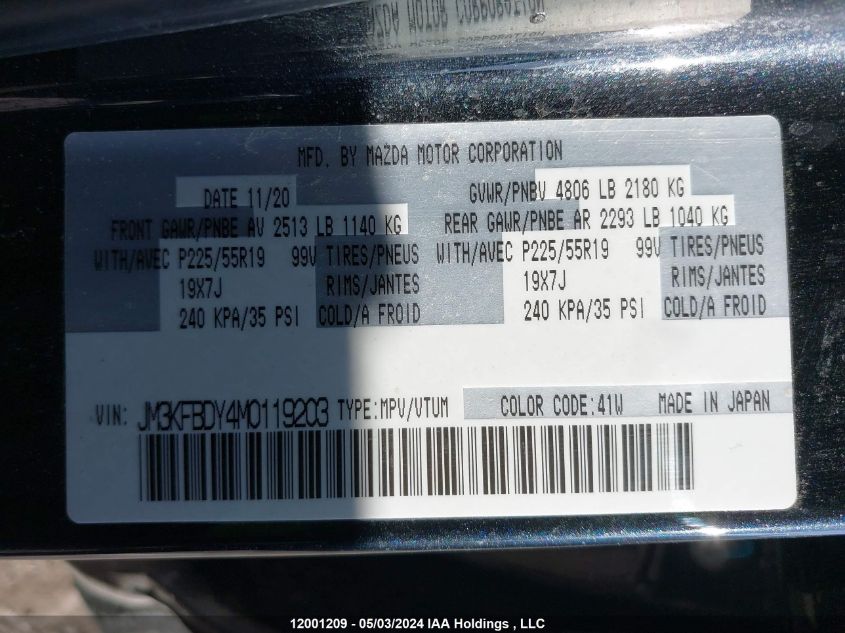 MFD. BY MAZDA MOTOR CORPORATION
DATE 11/20 GVWR/PNBV 4806 LB 2180 KG
FRONT GAWR/PNBE AV 2513 LB 1140 KG REAR GAWR/PNBE AR 2293 LB 1040 KG
WITH/AVEC P225/55R19 99V TIRES/PNEUS WITH/AVEC P225/55R19 99V TIRES/PNEUS
19X7J RIMS/JANTES 19X7J RIMS/JANTES
240 KPA/35 PSI COLD/A FROID 240 KPA/35 PSI COLD/A FROID
VIN: JM3KFBDY4M0119203 TYPE:MPV/VTUM COLOR CODE:41W MADE IN JAPAN
12001209 - 05/03/2024 IAA Holdings , LLC